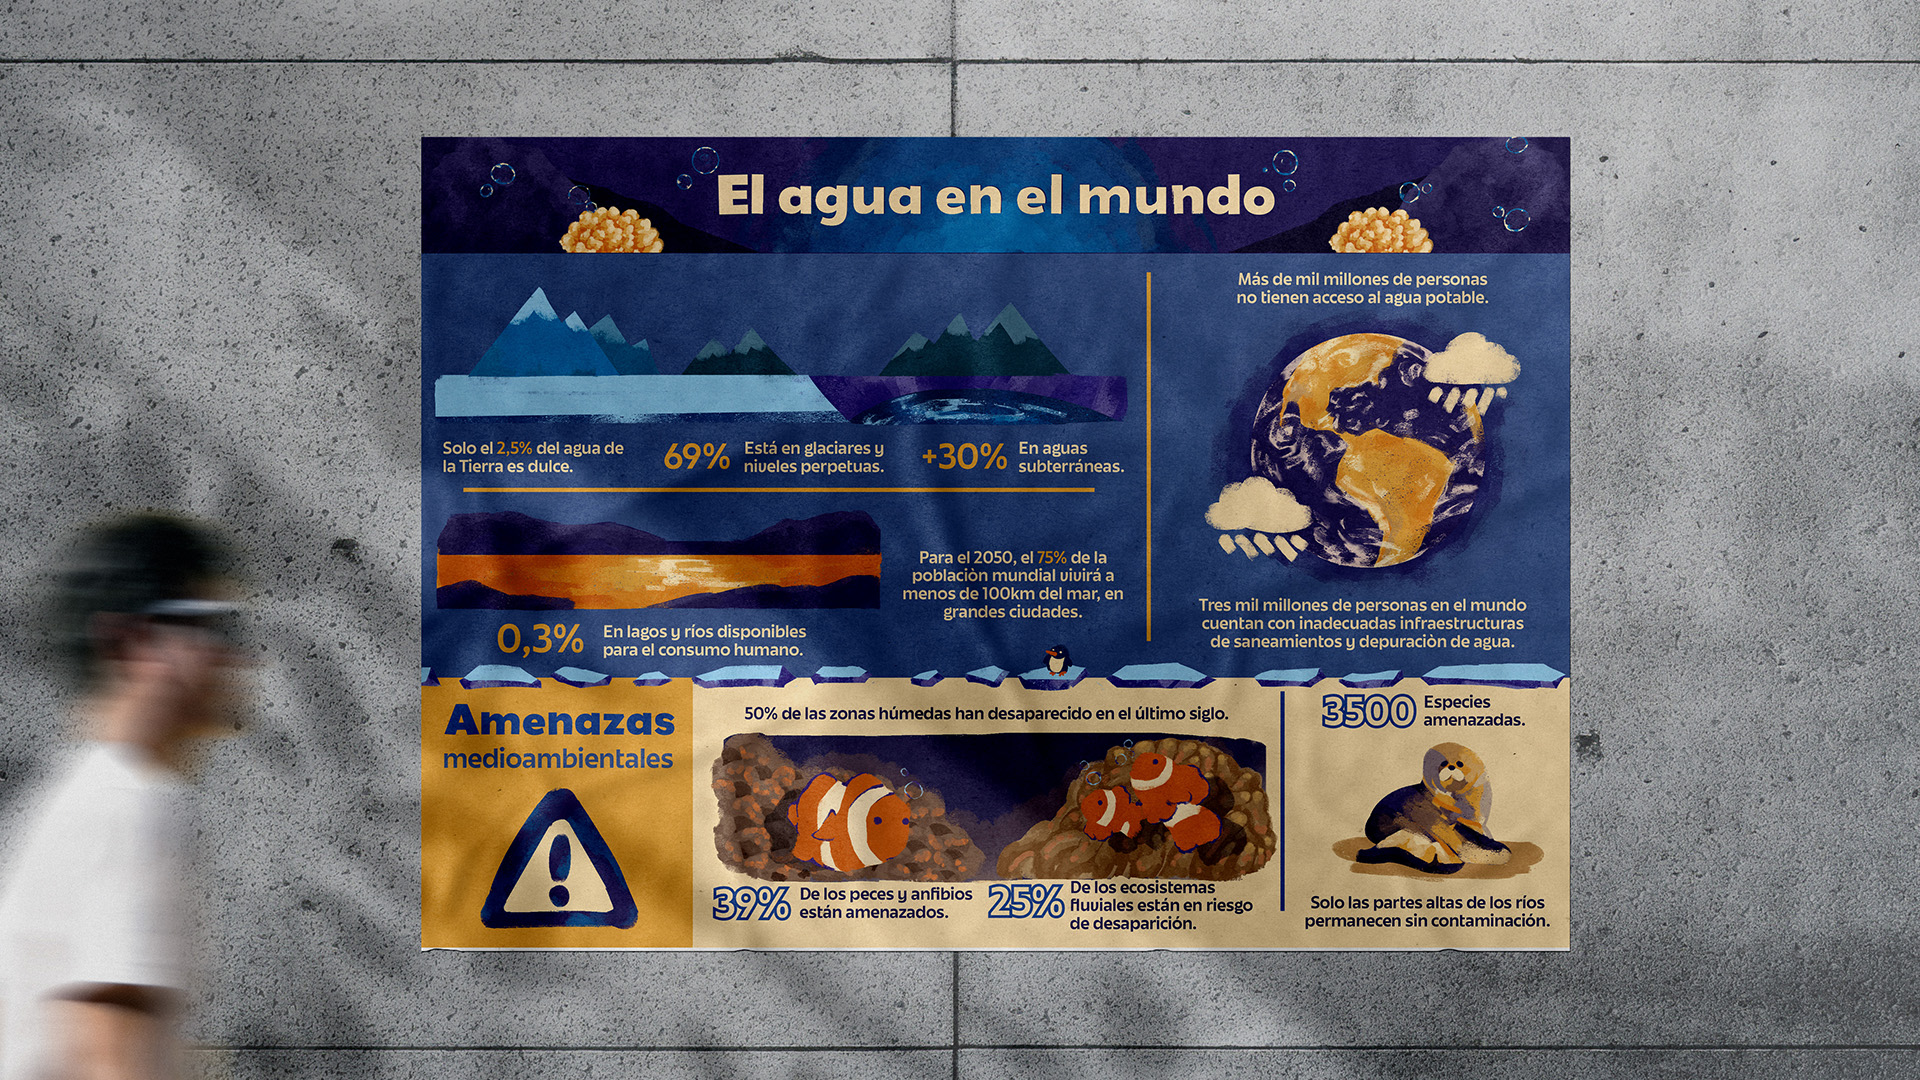 El agua en el mundo
Solo el 2,5% del agua de
la Tierra es dulce.
69%
Está en glaciares y
niveles perpetuas.
+30%
En aguas
subterráneas.
0,3%
En lagos y ríos disponibles
para el consumo humano.
Para el 2050, el 75% de la
poblaciòn mundial vivirá a
menos de 100km del mar, en
grandes ciudades.
Más de mil millones de personas
no tienen acceso al agua potable.
Tres mil millones de personas en el mundo
cuentan con inadecuadas infraestructuras
de saneamientos y depuraciòn de agua.
Amenazas
medioambientales
50% de las zonas húmedas han desaparecido en el último siglo.
39%
De los peces y anfibios
están amenazados.
25%
De los ecosistemas
fluviales están en riesgo
de desaparición.
3500
Especies
amenazadas.
Solo las partes altas de los ríos
permanecen sin contaminación.